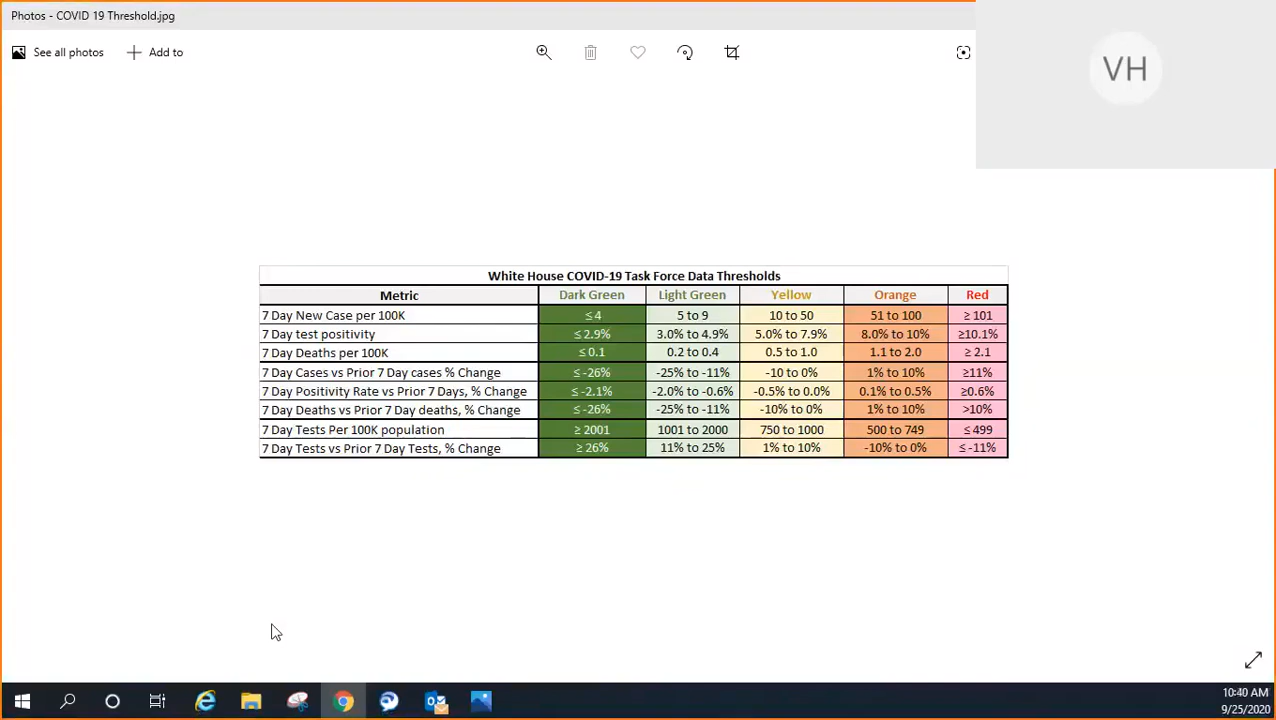 Photos - COVID 19 Threshold.jpg
See all photos Add to
VH
White House COVID-19 Task Force Data Thresholds
Metric Dark Green Light Green Yellow Orange Red
7 Day New Case per 100K ≤ 4 5 to 9 10 to 50 51 to 100 ≥ 101
7 Day test positivity ≤ 2.9% 3.0% to 4.9% 5.0% to 7.9% 8.0% to 10% ≥10.1%
7 Day Deaths per 100K ≤ 0.1 0.2 to 0.4 0.5 to 1.0 1.1 to 2.0 ≥ 2.1
7 Day Cases vs Prior 7 Day cases % Change ≤ -26% -25% to -11% -10 to 0% 1% to 10% ≥11%
7 Day Positivity Rate vs Prior 7 Days, % Change ≤ -2.1% -2.0% to -0.6% -0.5% to 0.0% 0.1% to 0.5% ≥0.6%
7 Day Deaths vs Prior 7 Day deaths, % Change ≤ -26% -25% to -11% -10% to 0% 1% to 10% >10%
7 Day Tests Per 100K population ≥ 2001 1001 to 2000 750 to 1000 500 to 749 ≤ 499
7 Day Tests vs Prior 7 Day Tests, % Change ≥ 26% 11% to 25% 1% to 10% -10% to 0% ≤ -11%
10:40 AM
9/25/2020